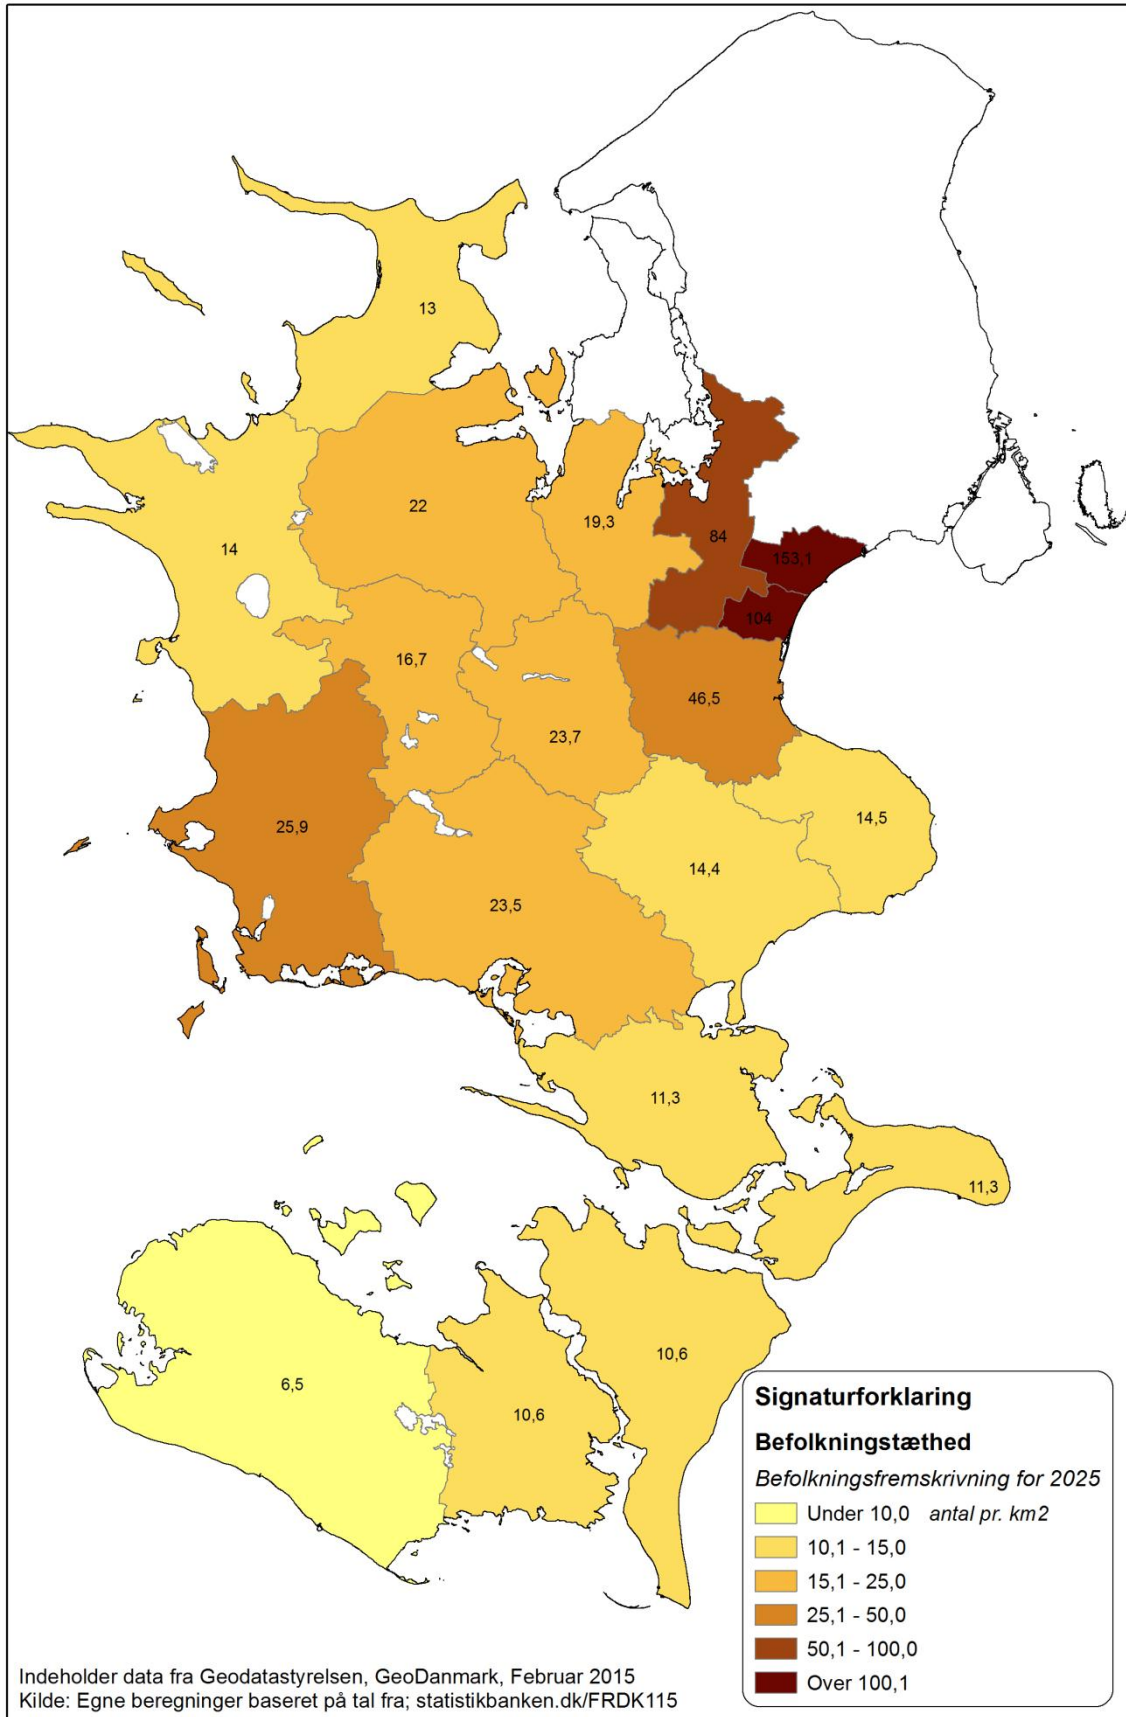 13
22
19,3
84
153,1
14
104
16,7
46,5
23,7
25,9
14,5
14,4
23,5
11,3
11,3
10,6
6,5
10,6
Signaturforklaring
Befolkningstæthed
Befolkningsfremskrivning for 2025
Under 10,0 antal pr. km2
10,1 - 15,0
15,1 - 25,0
25,1 - 50,0
50,1 - 100,0
Over 100,1
Indeholder data fra Geodatastyrelsen, GeoDanmark, Februar 2015
Kilde: Egne beregninger baseret på tal fra; statistikbanken.dk/FRDK115